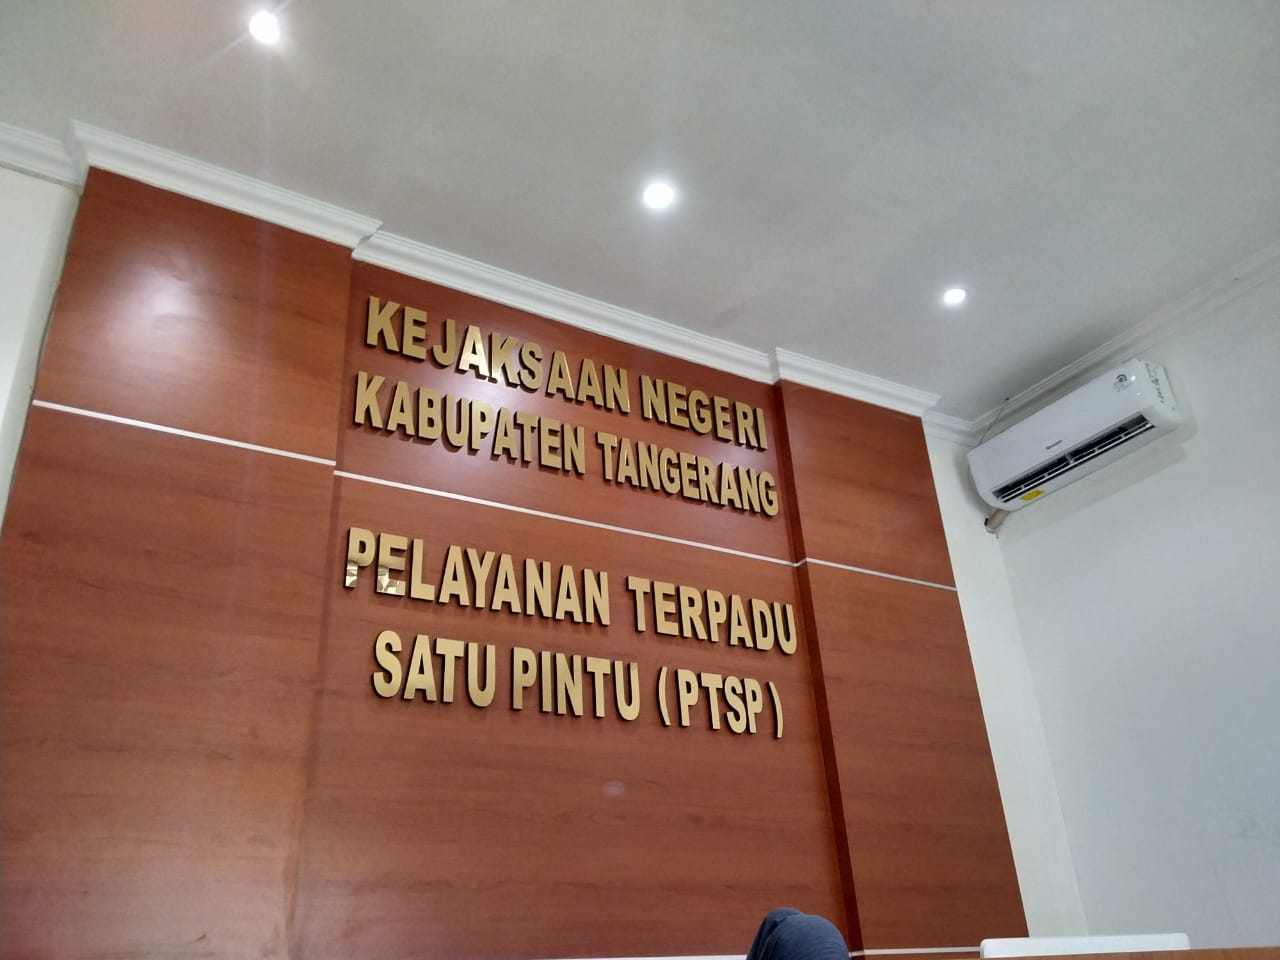 KEJAKSAAN NEGERI
KABUPATEN TANGERANG
PELAYANAN TERPADU
SATU PINTU (PTSP)